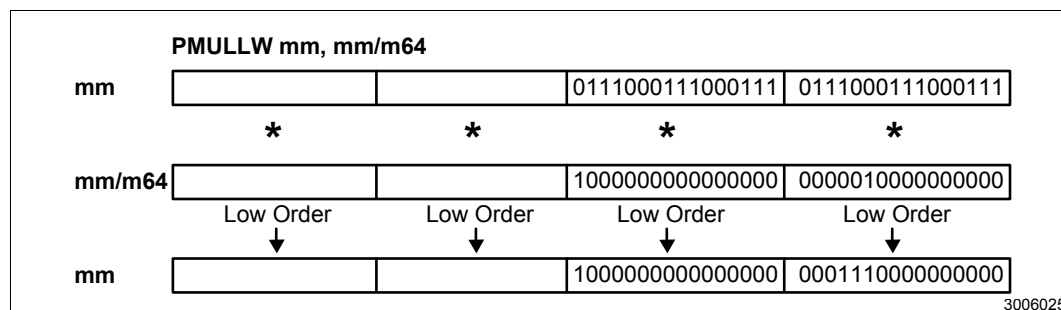 PMULLW mm, mm/m64
mm 0111000111000111 0111000111000111
* * * *
mm/m64 1000000000000000 0000010000000000
Low Order Low Order Low Order Low Order
mm 1000000000000000 0001110000000000
3006025